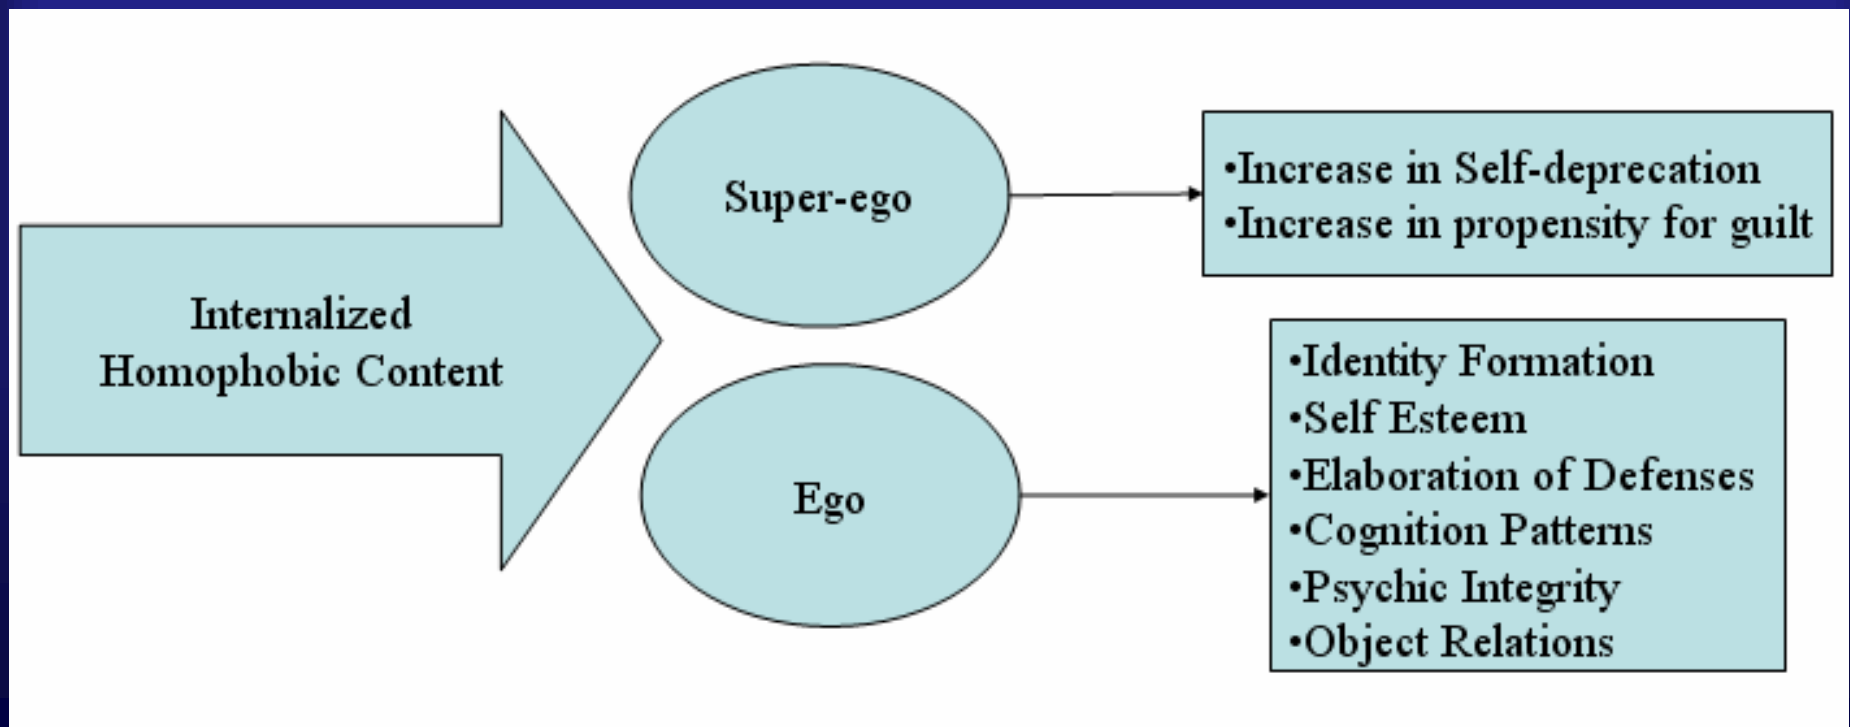 Internalized
Homophobic Content
Super-ego
•Increase in Self-deprecation
•Increase in propensity for guilt
Ego
•Identity Formation
•Self Esteem
•Elaboration of Defenses
•Cognition Patterns
•Psychic Integrity
•Object Relations